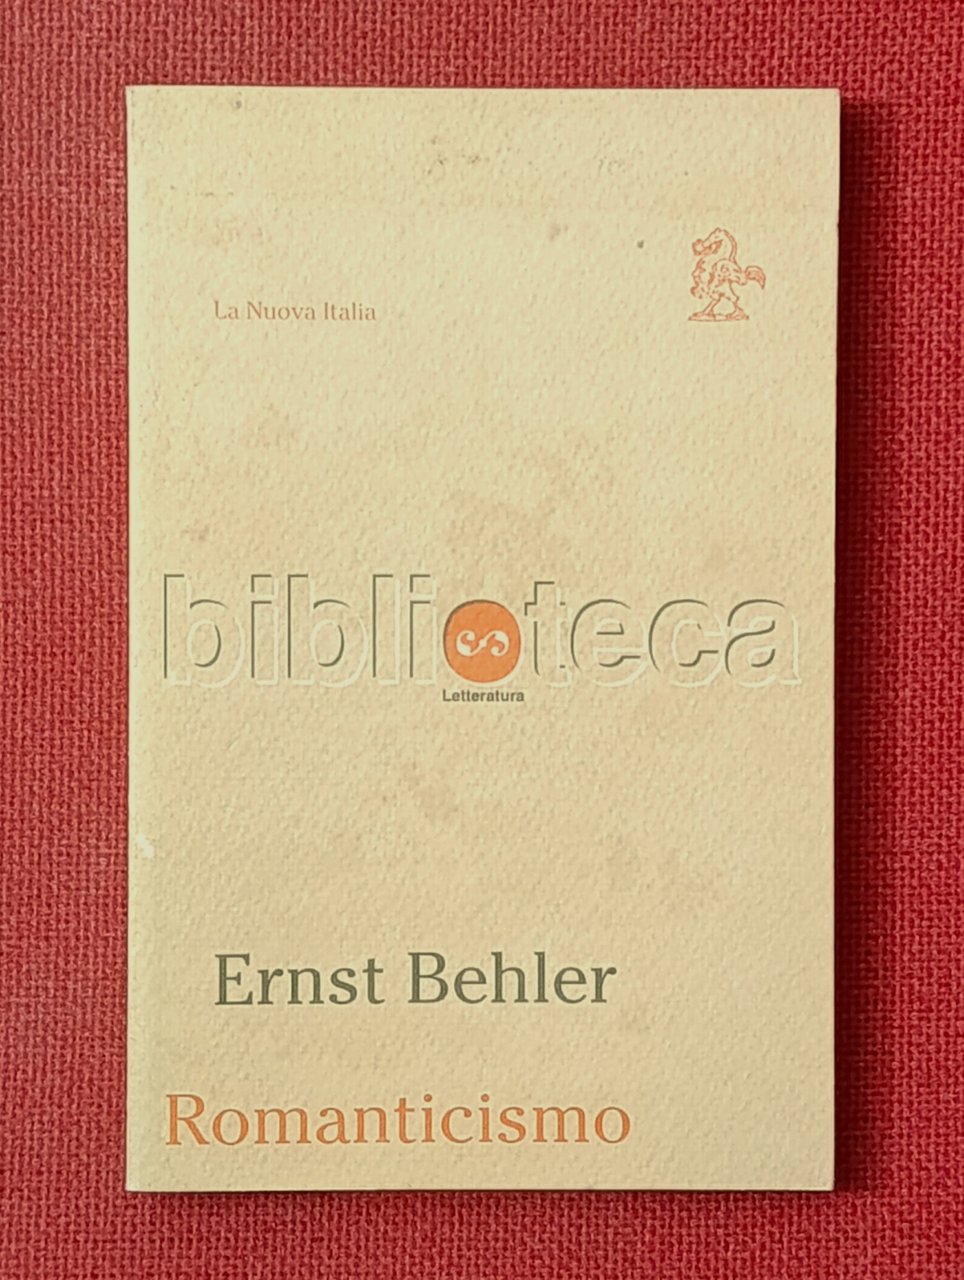 La Nuova Italia
biblioteca
Letteratura
Ernst Behler
Romanticismo